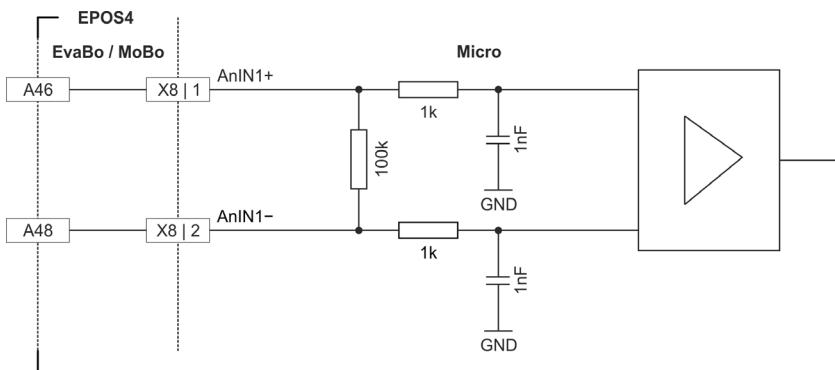 EPOS4
EvaBo / MoBo
Micro
A46
X8 | 1
AnIN1+
1k
100k
1nF
GND
A48
X8 | 2
AnIN1−
1k
1nF
GND